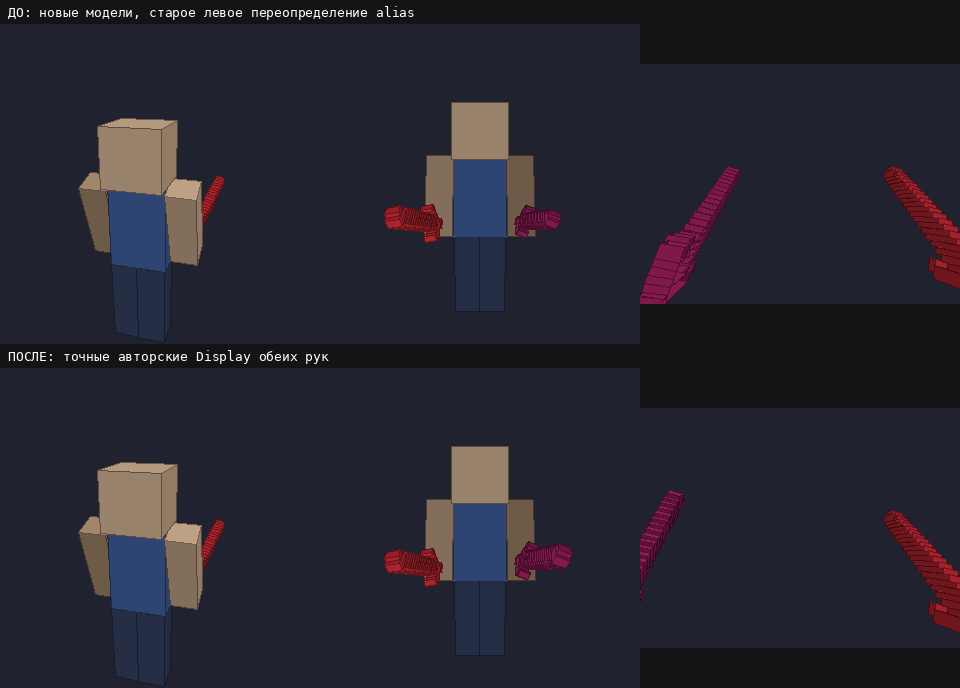 ДО: новые модели, старое левое переопределение alias
ПОСЛЕ: точные авторские Display обеих рук